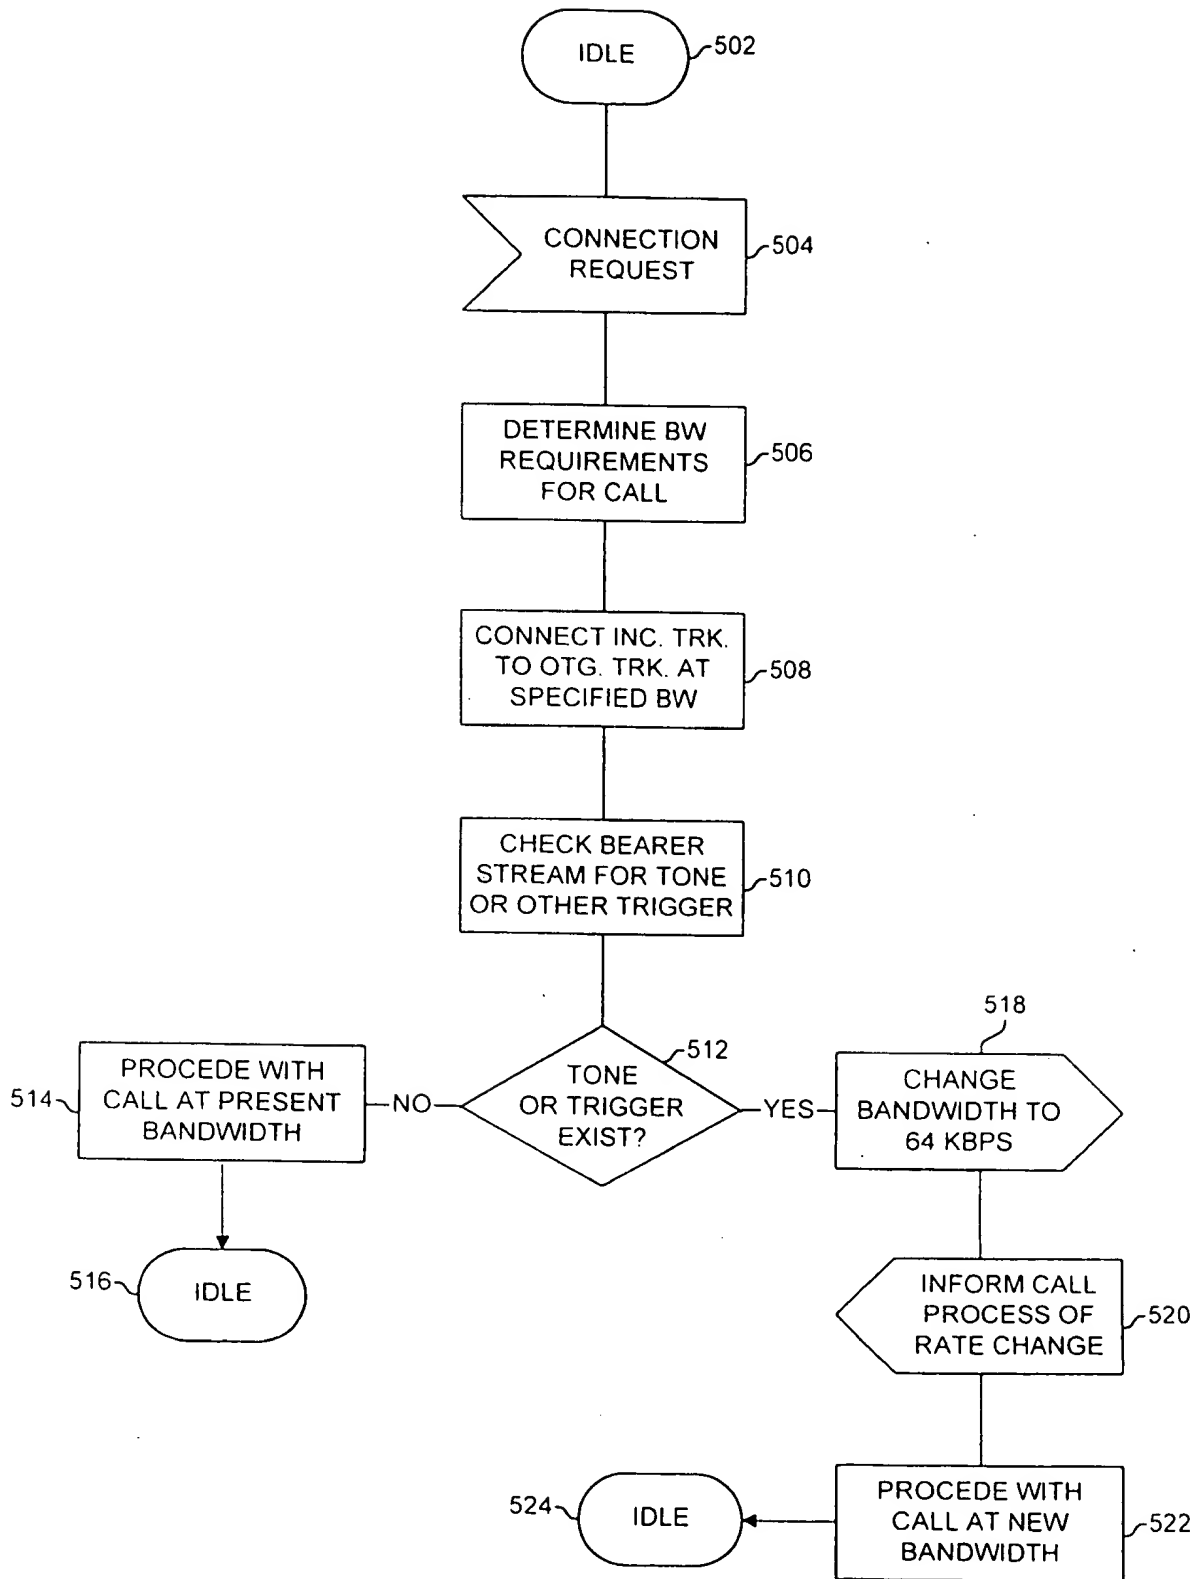 IDLE
502
CONNECTION
REQUEST
504
DETERMINE BW
REQUIREMENTS
FOR CALL
506
CONNECT INC. TRK.
TO OTG. TRK. AT
SPECIFIED BW
508
CHECK BEARER
STREAM FOR TONE
OR OTHER TRIGGER
510
TONE
OR TRIGGER
EXIST?
512
NO
YES
PROCEDE WITH
CALL AT PRESENT
BANDWIDTH
514
IDLE
516
518
CHANGE
BANDWIDTH TO
64 KBPS
INFORM CALL
PROCESS OF
RATE CHANGE
520
PROCEDE WITH
CALL AT NEW
BANDWIDTH
522
IDLE
524